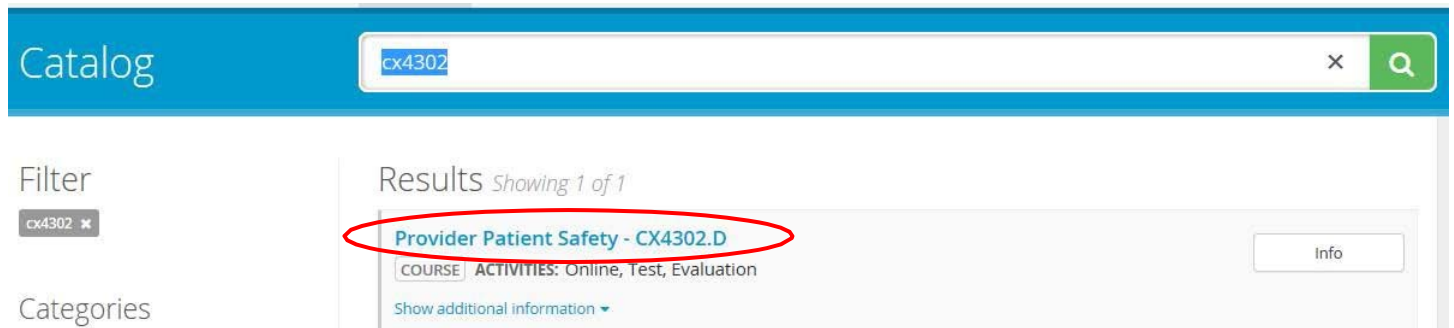 Catalog
cx4302
Filter
cx4302
Results Showing 1 of 1
Provider Patient Safety - CX4302.D
COURSE ACTIVITIES: Online, Test, Evaluation
Info
Show additional information
Categories